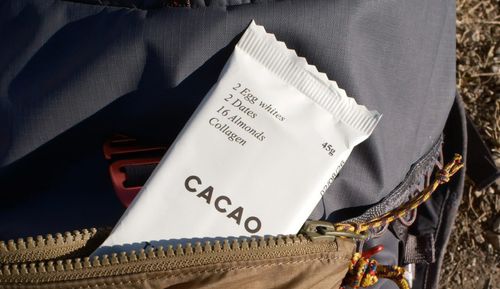 2 Egg whites
2 Dates
16 Almonds
Collagen
45g
CACAO